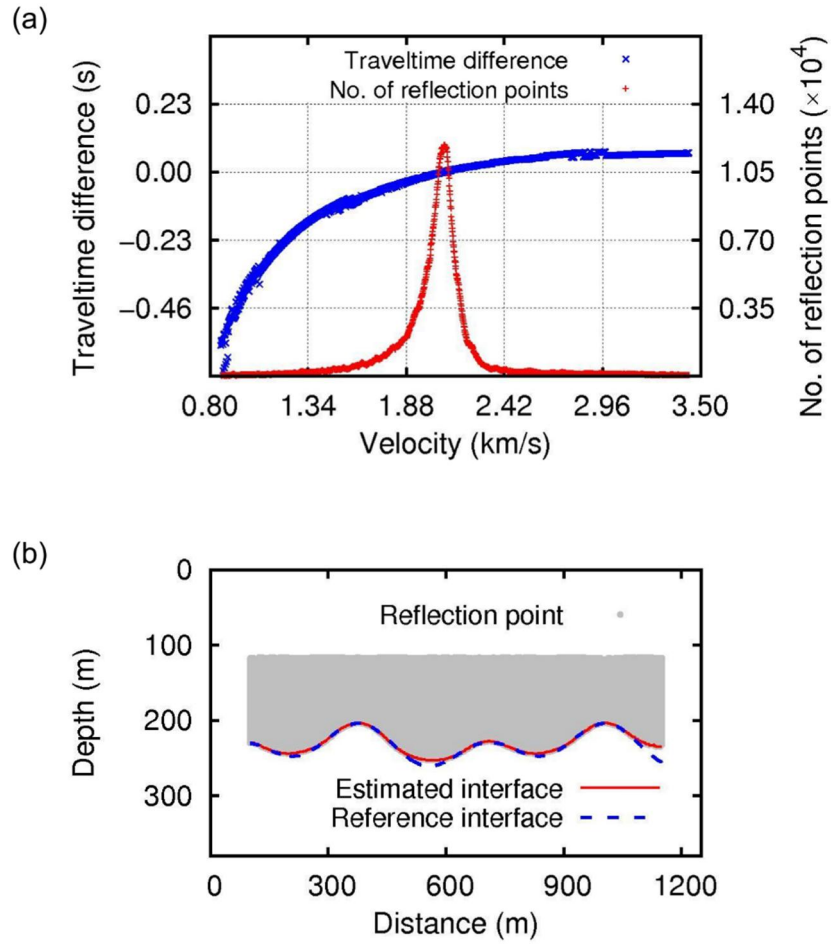 (a)
Traveltime difference
No. of reflection points
Traveltime difference (s)
0.23
0.00
−0.23
−0.46
No. of reflection points (×10⁴)
1.40
1.05
0.70
0.35
0.80 1.34 1.88 2.42 2.96 3.50
Velocity (km/s)
(b)
Reflection point
Depth (m)
0
100
200
300
Estimated interface
Reference interface
0 300 600 900 1200
Distance (m)